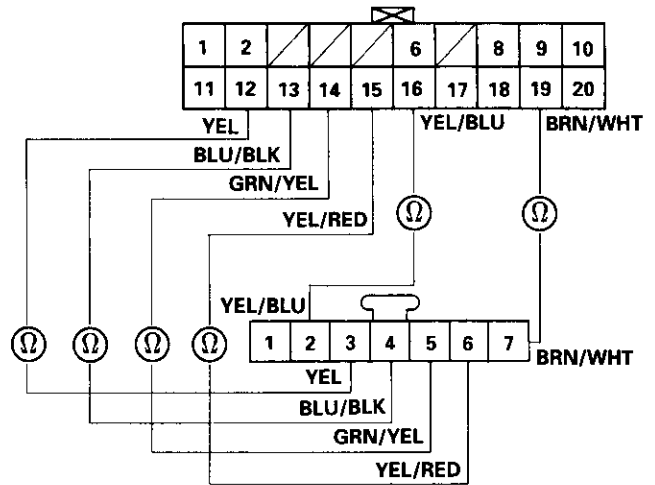 1 2 6 8 9 10
11 12 13 14 15 16 17 18 19 20
YEL YEL/BLU BRN/WHT
BLU/BLK
GRN/YEL
YEL/RED
Ω Ω
YEL/BLU
Ω Ω Ω Ω
1 2 3 4 5 6 7
BRN/WHT
YEL
BLU/BLK
GRN/YEL
YEL/RED